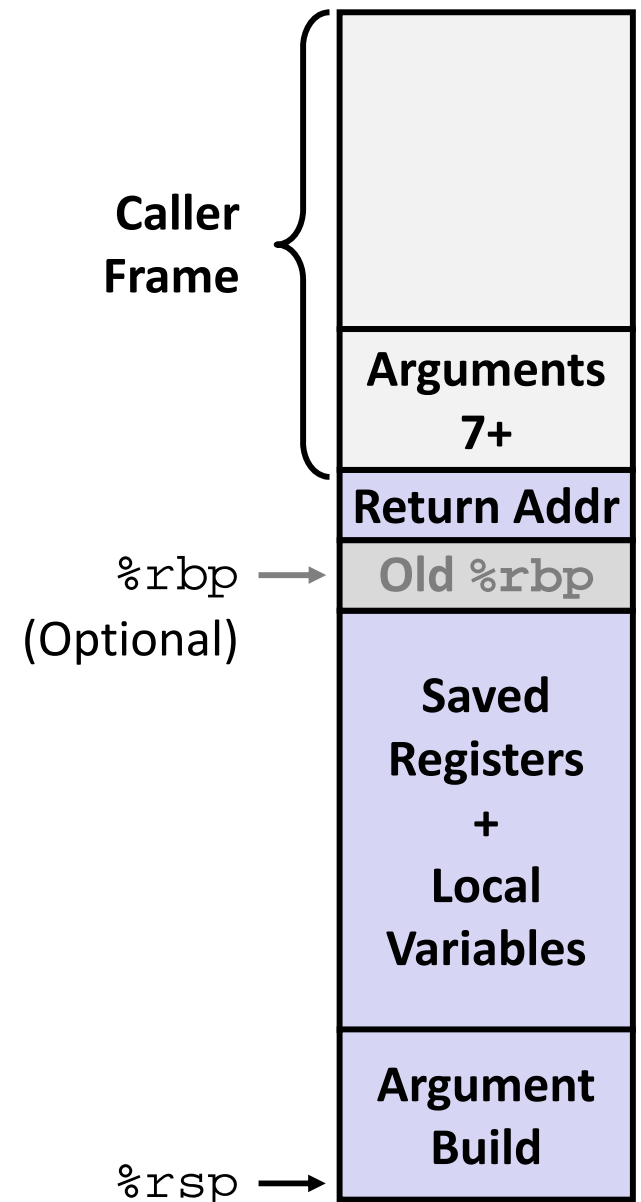 Caller
Frame
Arguments
7+
Return Addr
%rbp
Old %rbp
(Optional)
Saved
Registers
+
Local
Variables
Argument
Build
%rsp